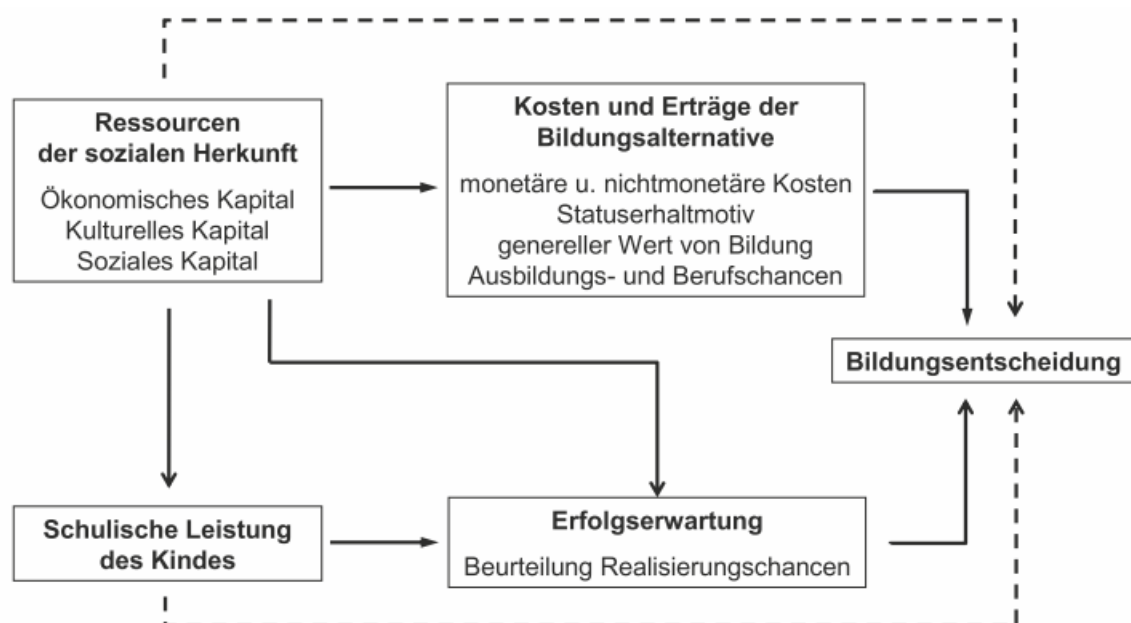 Ressourcen
der sozialen Herkunft
Ökonomisches Kapital
Kulturelles Kapital
Soziales Kapital
Kosten und Erträge der
Bildungsalternative
monetäre u. nichtmonetäre Kosten
Statuserhaltmotiv
genereller Wert von Bildung
Ausbildungs- und Berufschancen
Bildungsentscheidung
Schulische Leistung
des Kindes
Erfolgserwartung
Beurteilung Realisierungschancen